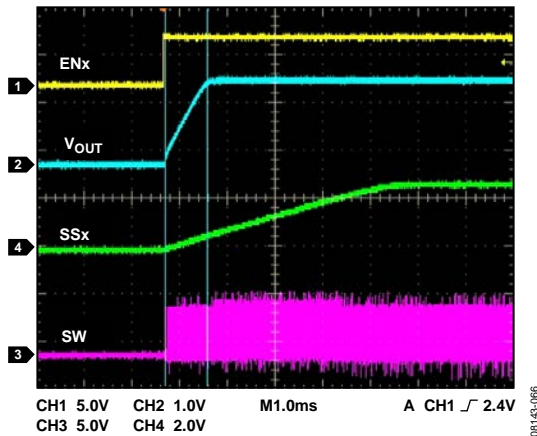 ENx
1
VOUT
2
SSx
4
SW
3
CH1 5.0V CH2 1.0V M1.0ms A CH1 2.4V
CH3 5.0V CH4 2.0V
08143-066